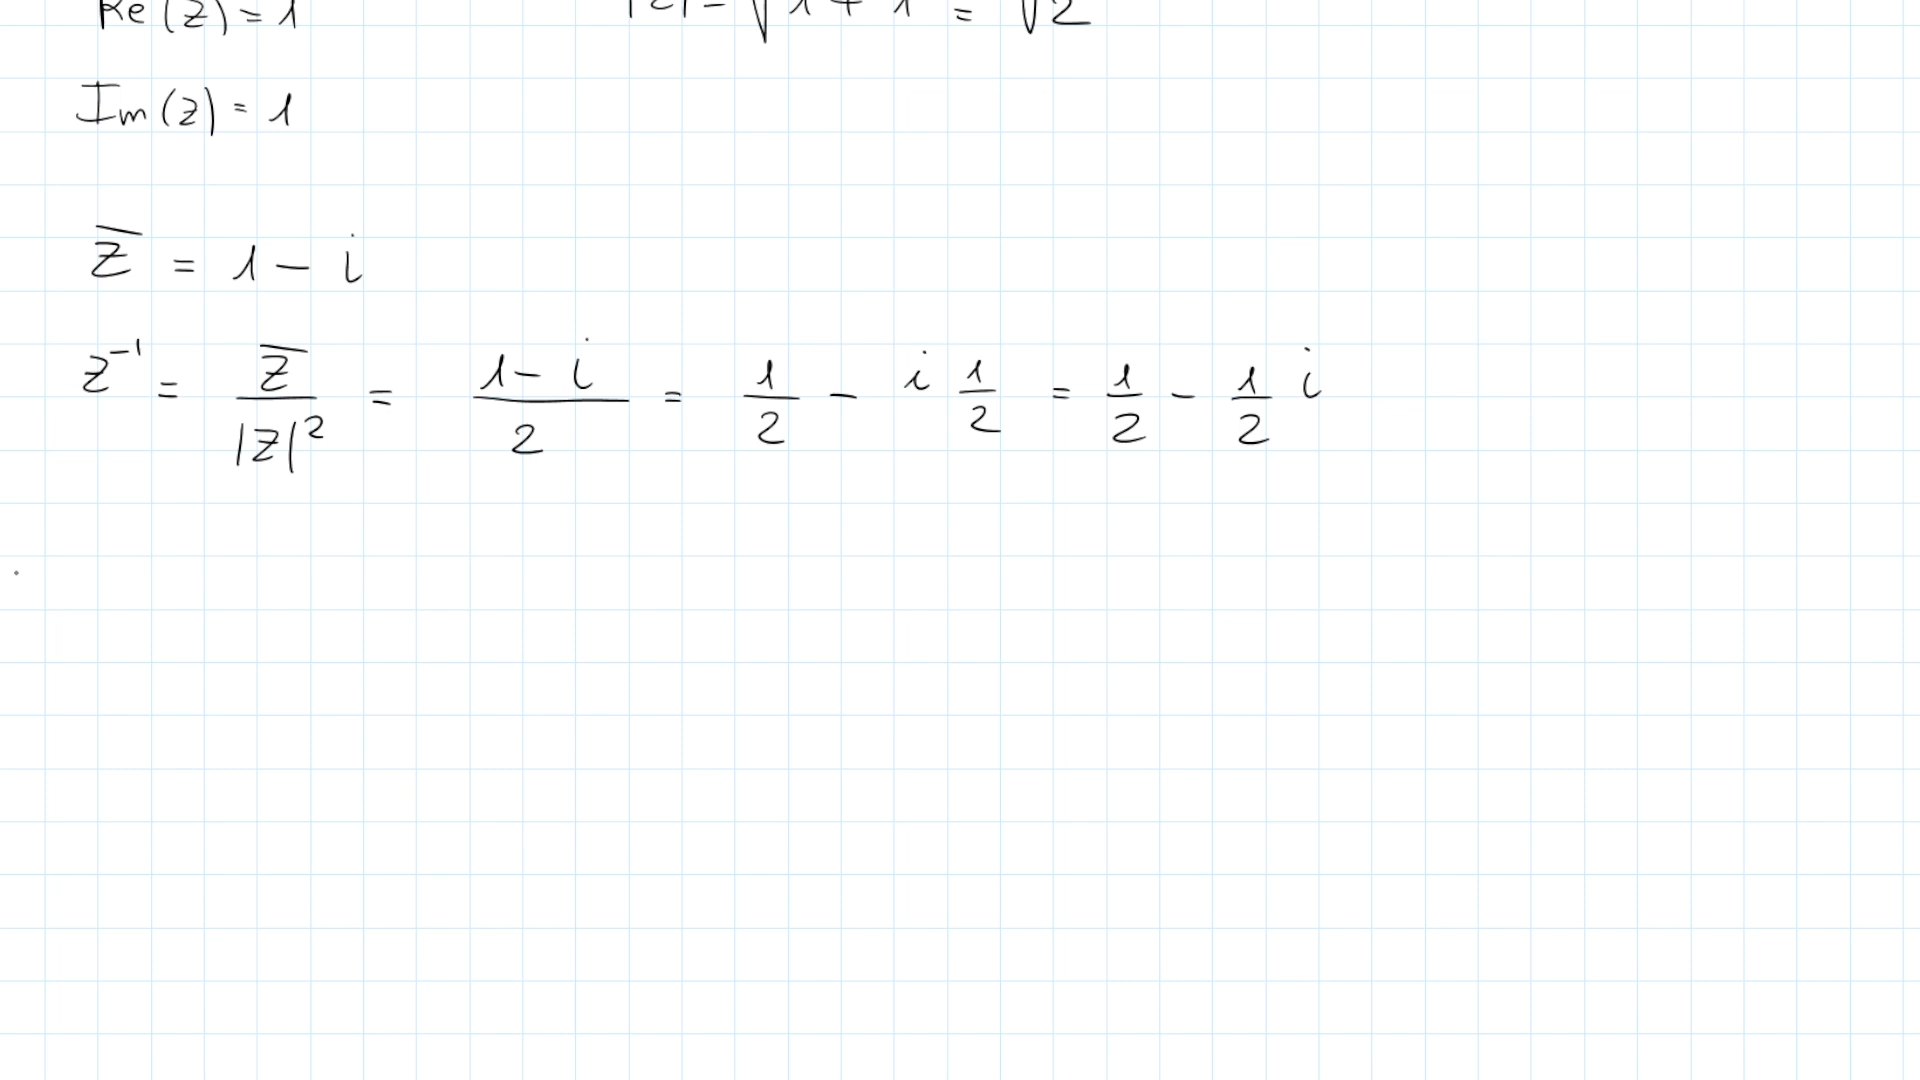 Re(z) = 1 |z| = √1 + 1 = √2
Im(z) = 1
z̅ = 1 - i
z⁻¹ = z̅/|z|² = (1 - i)/2 = 1/2 - i 1/2 = 1/2 - 1/2 i